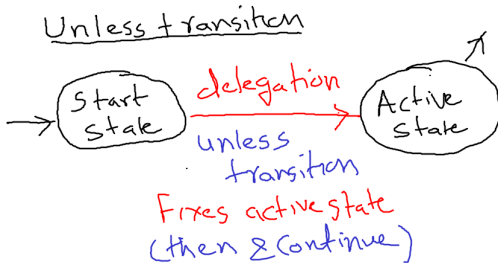 Unless transition
Start
state
delegation
Active
state
unless
transition
Fixes active state
(then & continue)